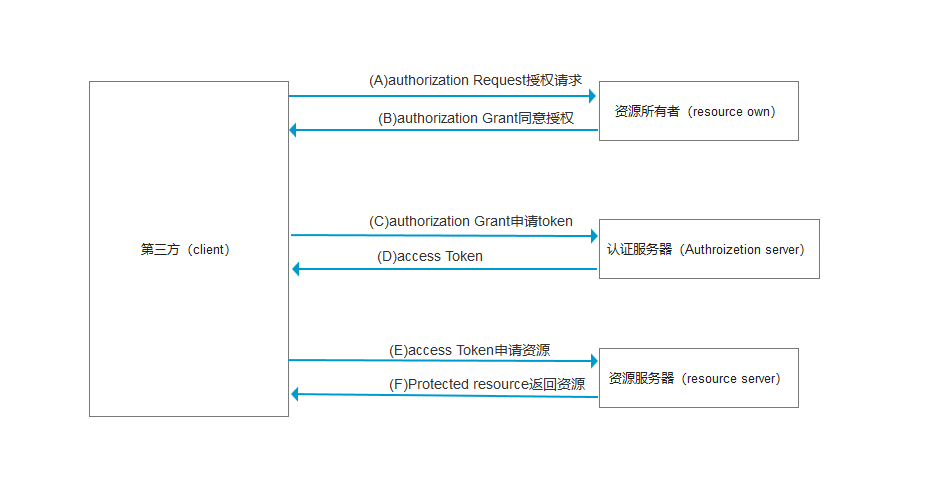 (A)authorization Request授权请求
资源所有者（resource own）
(B)authorization Grant同意授权
第三方（client）
(C)authorization Grant申请token
认证服务器（Authroizetion server）
(D)access Token
(E)access Token申请资源
资源服务器（resource server）
(F)Protected resource返回资源